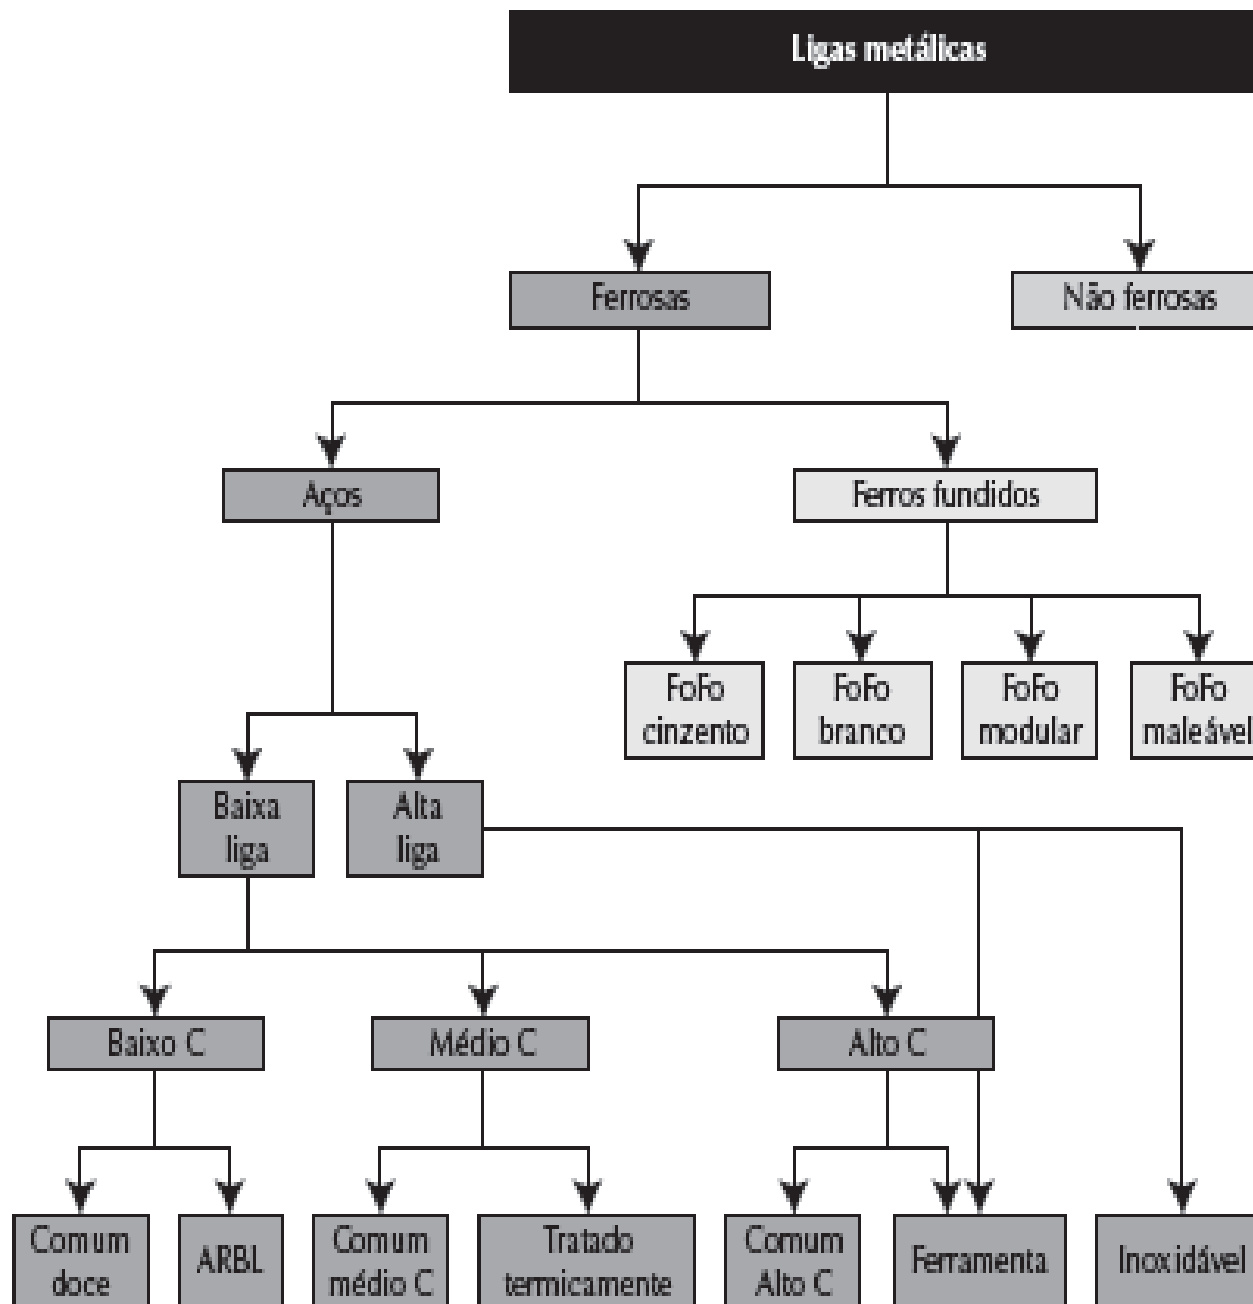 Ligas metálicas
Ferrosas
Não ferrosas
Aços
Ferros fundidos
FoFo
cinzento
FoFo
branco
FoFo
modular
FoFo
maleável
Baixa
liga
Alta
liga
Baixo C
Médio C
Alto C
Comum
doce
ARBL
Comum
médio C
Tratado
termicamente
Comum
Alto C
Ferramenta
Inoxidável